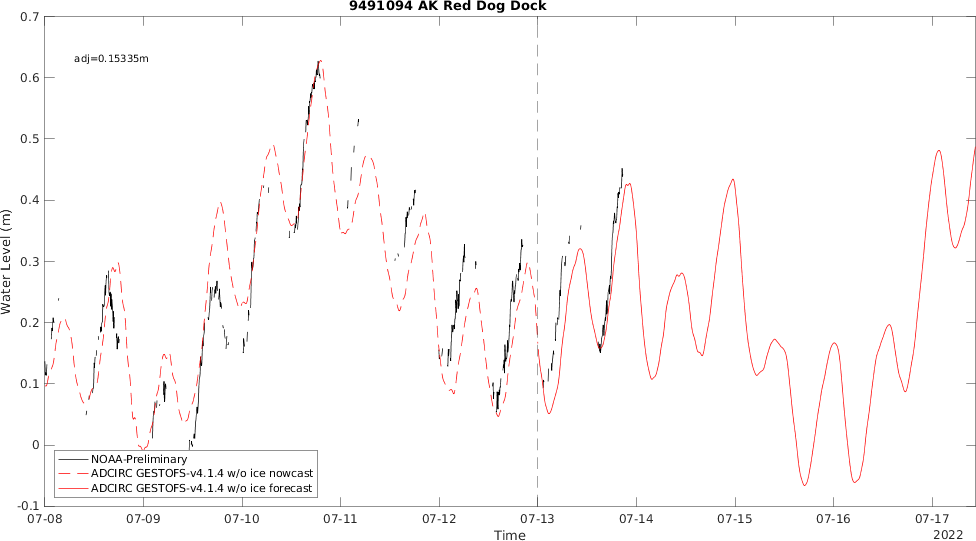 9491094 AK Red Dog Dock
adj=0.15335m
Water Level (m)
0.7
0.6
0.5
0.4
0.3
0.2
0.1
0
-0.1
NOAA-Preliminary
ADCIRC GESTOFS-v4.1.4 w/o ice nowcast
ADCIRC GESTOFS-v4.1.4 w/o ice forecast
07-08 07-09 07-10 07-11 07-12 07-13 07-14 07-15 07-16 07-17
Time
2022